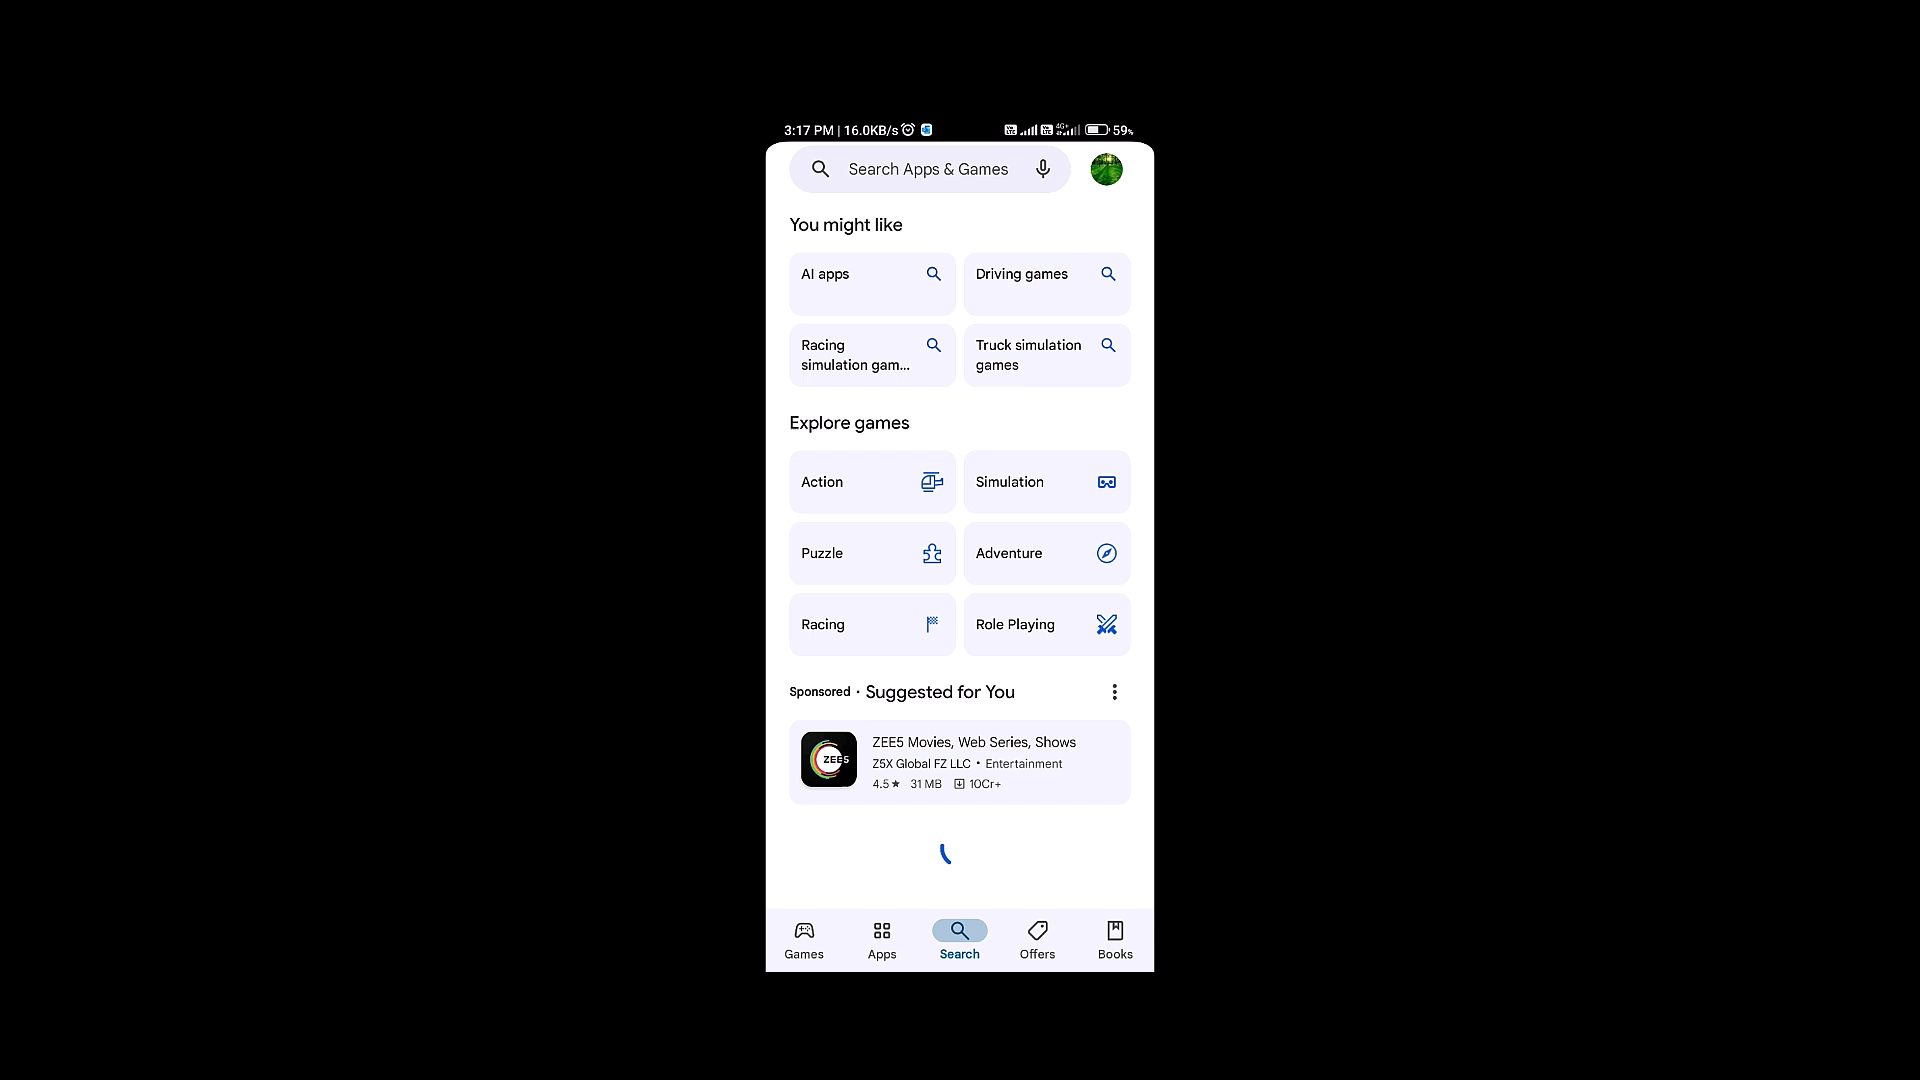 3:17 PM | 16.0KB/s 4G+ 59%
Search Apps & Games
You might like
AI apps
Driving games
Racing
simulation gam...
Truck simulation
games
Explore games
Action
Simulation
Puzzle
Adventure
Racing
Role Playing
Sponsored • Suggested for You
ZEE5
ZEE5 Movies, Web Series, Shows
Z5X Global FZ LLC • Entertainment
4.5★ 31 MB 10Cr+
Games
Apps
Search
Offers
Books